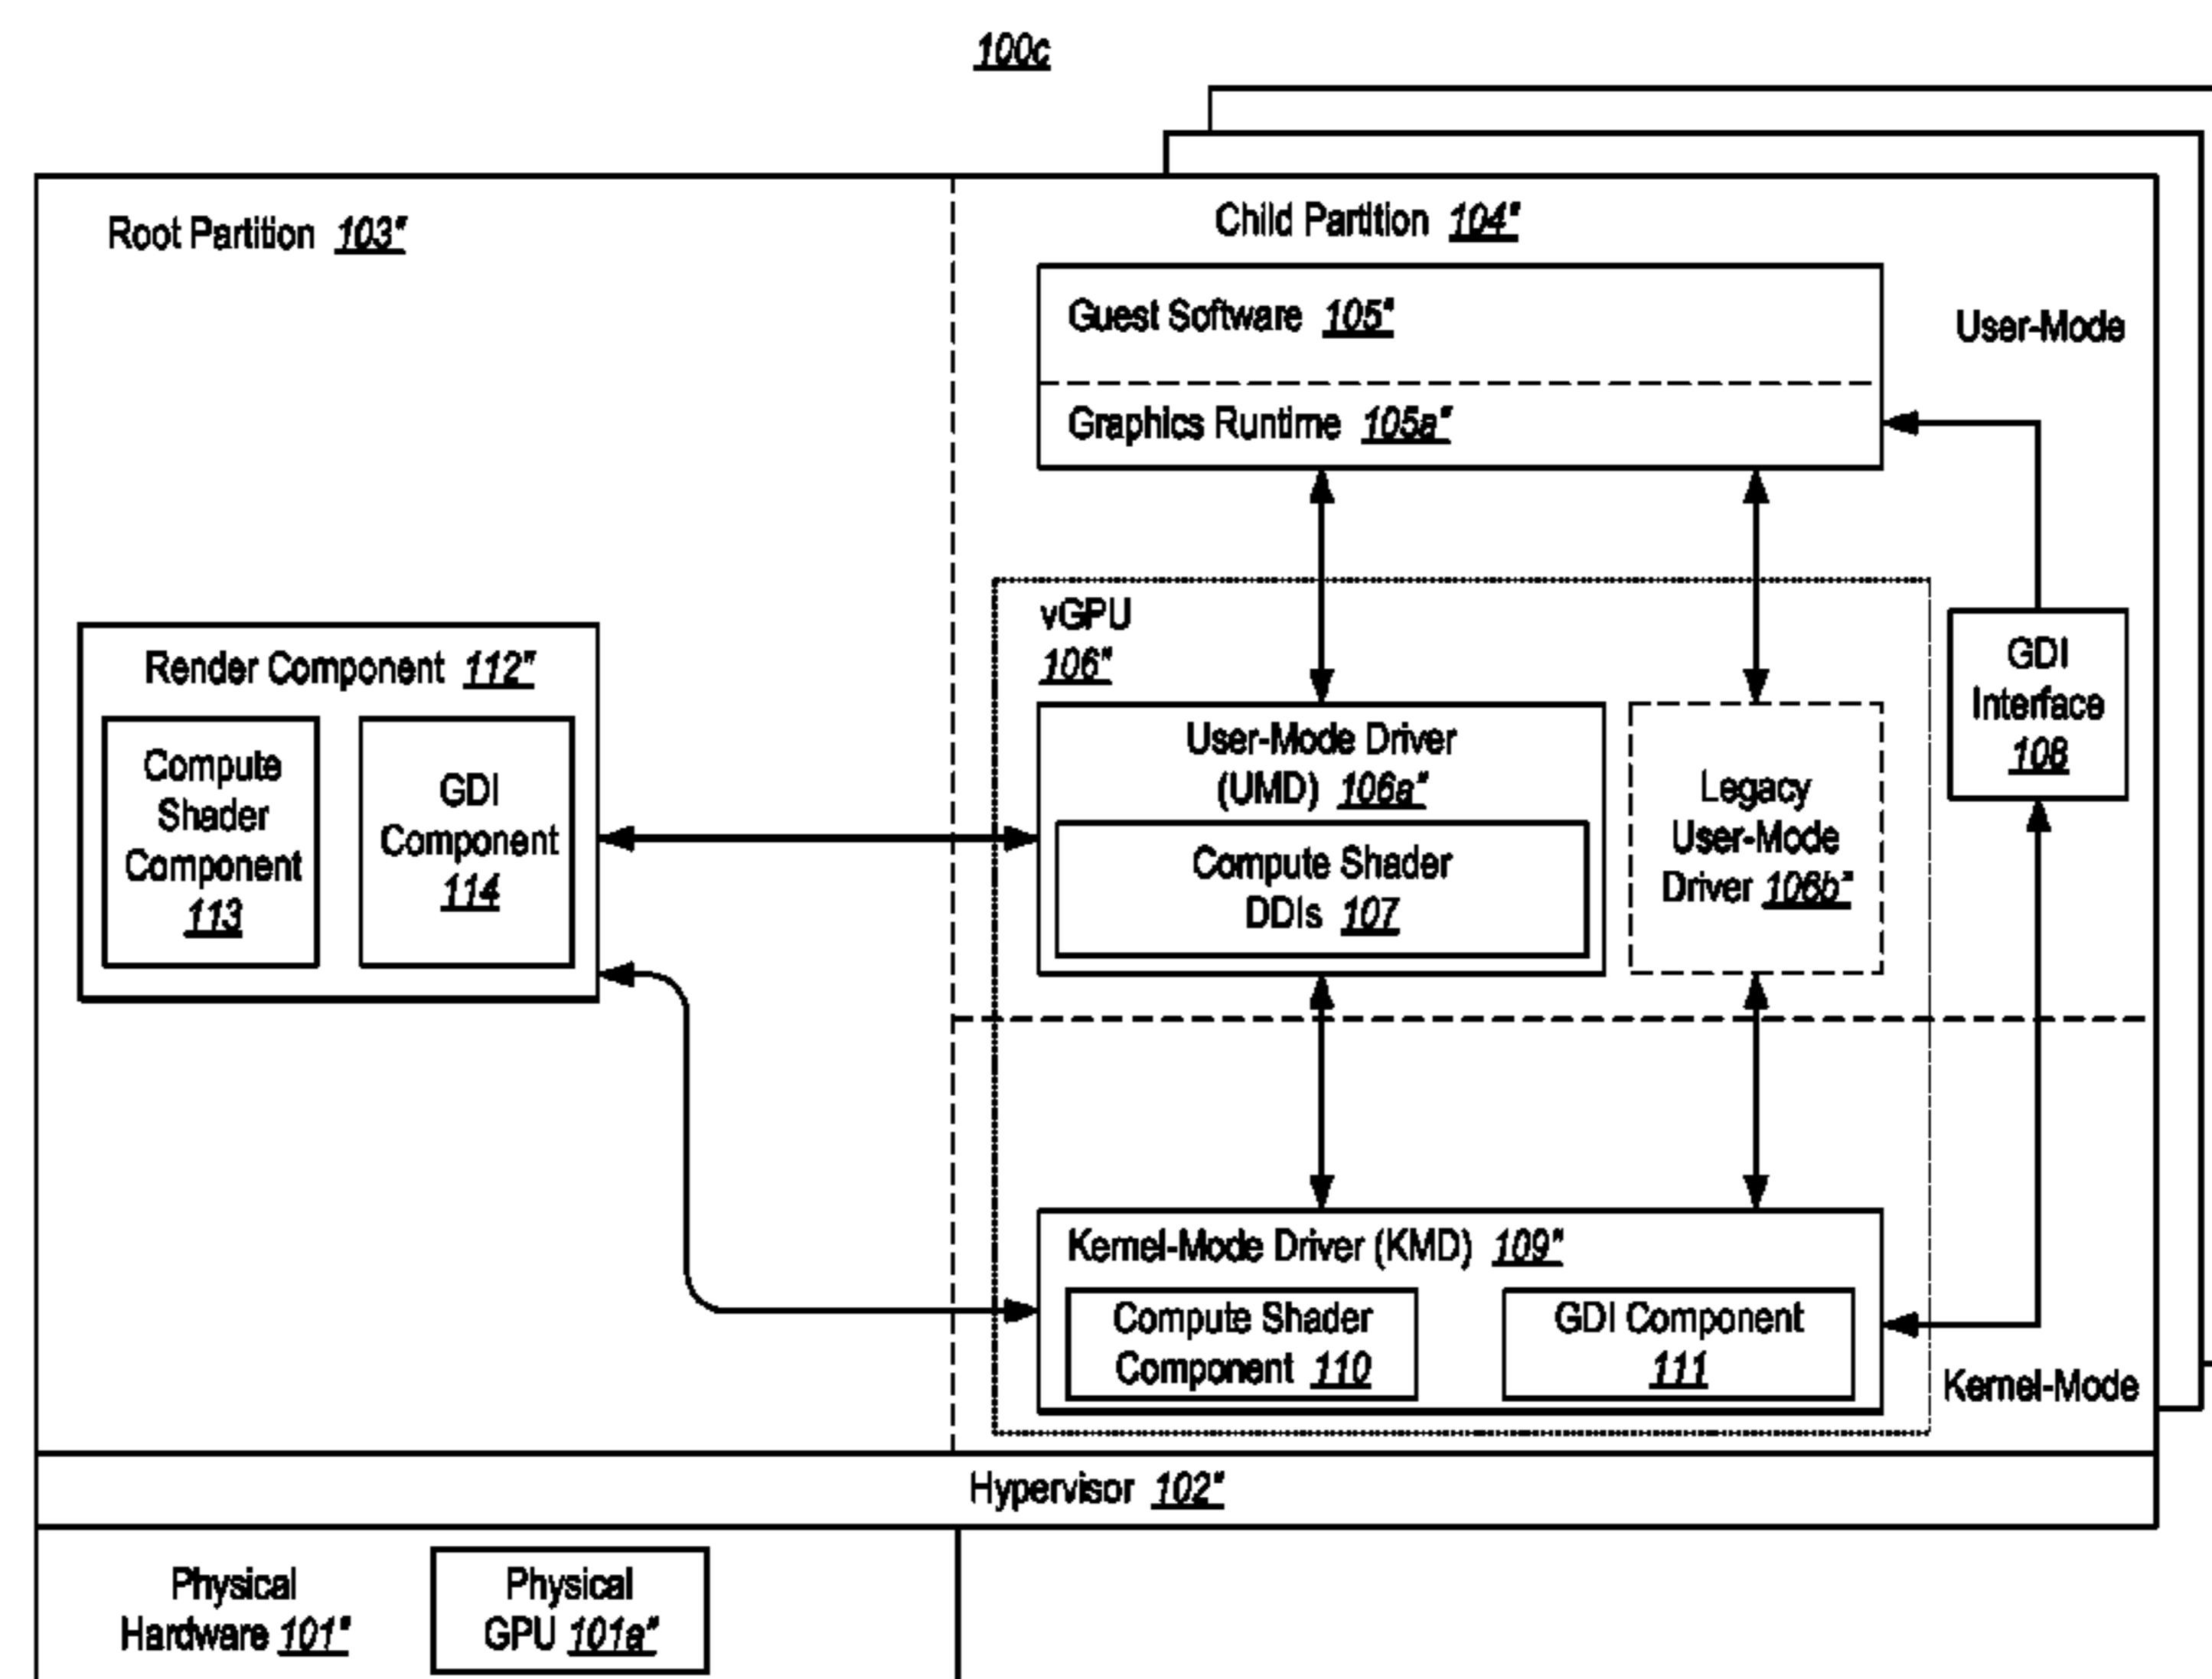 100c
Root Partition 103"
Child Partition 104"
Guest Software 105"
User-Mode
Graphics Runtime 105a"
vGPU
106"
Render Component 112"
Compute
Shader
Component
113
GDI
Component
114
User-Mode Driver
(UMD) 106a"
Compute Shader
DDIs 107
Legacy
User-Mode
Driver 106b"
GDI
Interface
108
Kernel-Mode Driver (KMD) 109"
Compute Shader
Component 110
GDI Component
111
Kernel-Mode
Hypervisor 102"
Physical
Hardware 101"
Physical
GPU 101a"